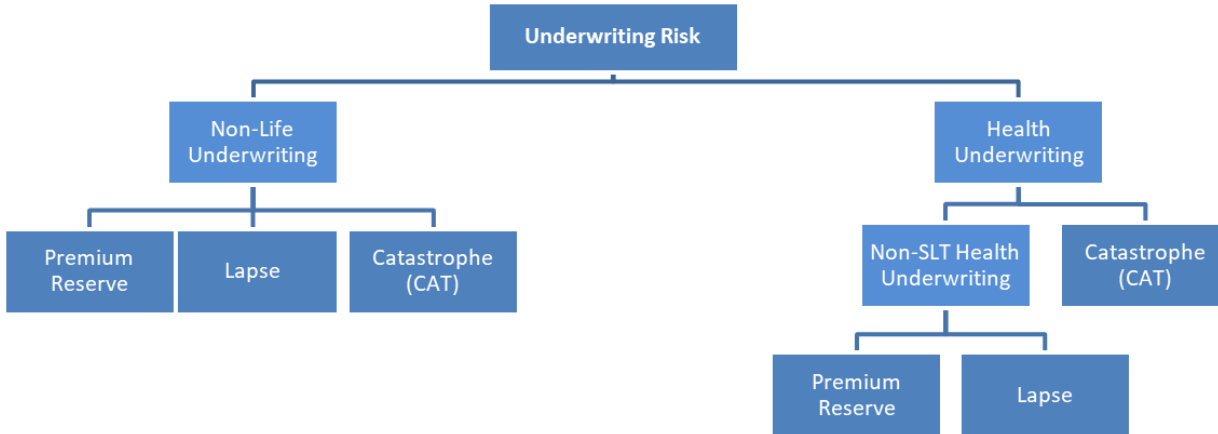 Underwriting Risk
Non-Life
Underwriting
Health
Underwriting
Premium
Reserve
Lapse
Catastrophe
(CAT)
Non-SLT Health
Underwriting
Catastrophe
(CAT)
Premium
Reserve
Lapse